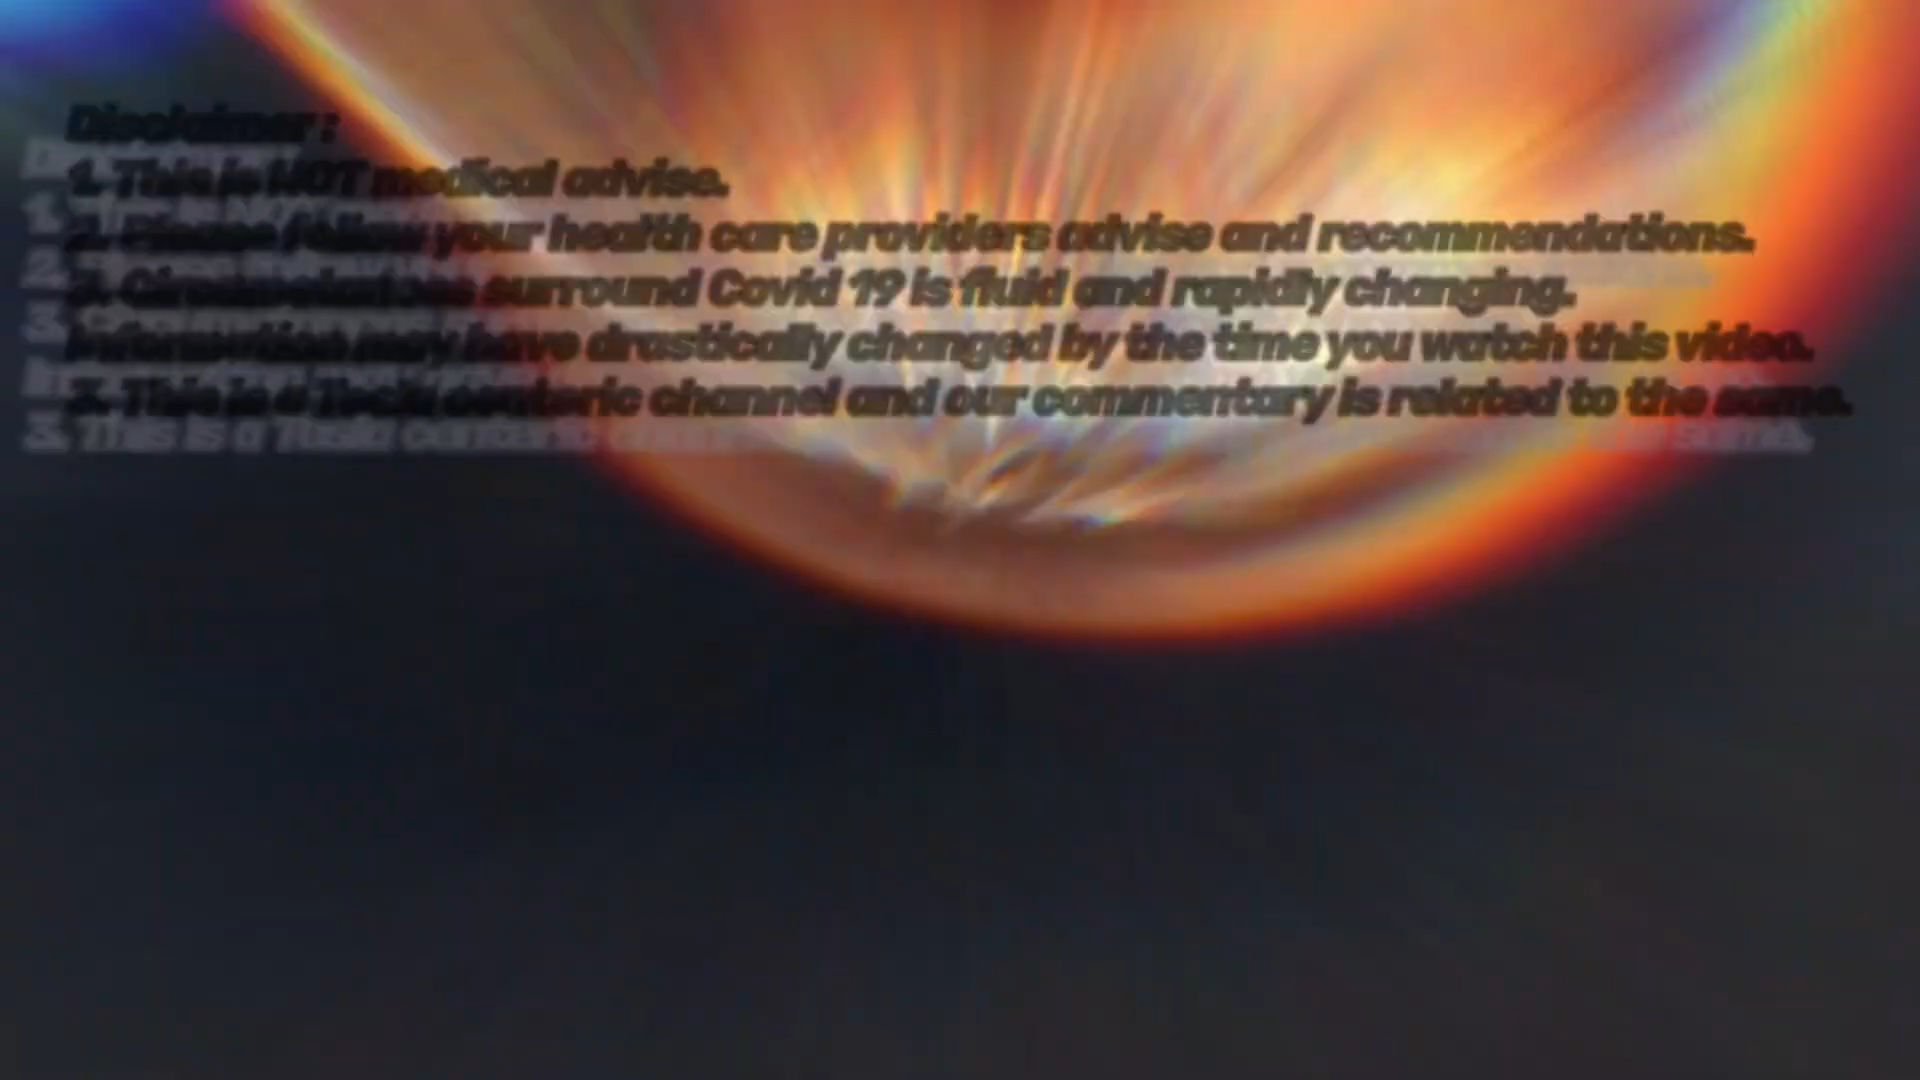 Disclaimer :
1. This is NOT medical advise.
2. Please follow your health care providers advise and recommendations.
3. Circumstances surround Covid 19 is fluid and rapidly changing.
Information may have drastically changed by the time you watch this video.
3. This is a Tesla centeric channel and our commentary is related to the same.